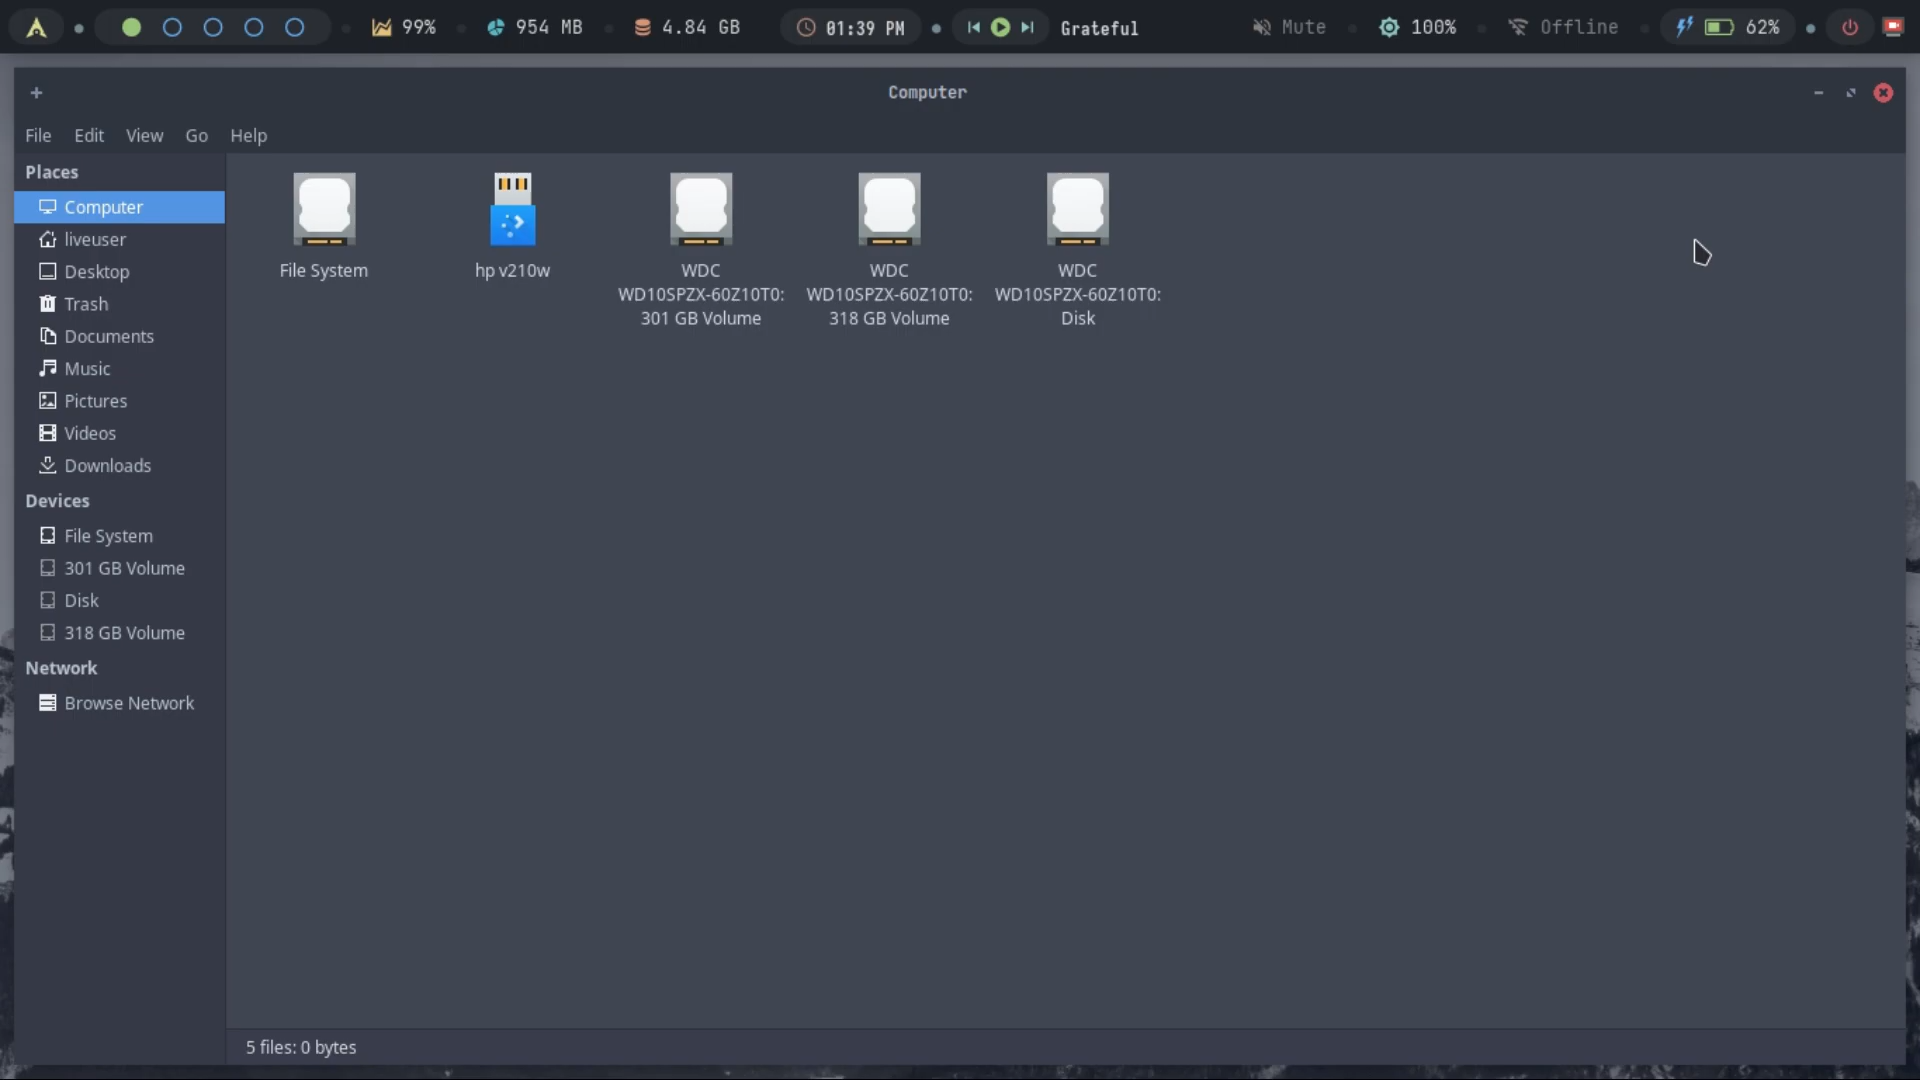 99% 954 MB 4.84 GB 01:39 PM Grateful Mute 100% Offline 62%
+ Computer
File Edit View Go Help
Places
Computer
liveuser
Desktop
Trash
Documents
Music
Pictures
Videos
Downloads
Devices
File System
301 GB Volume
Disk
318 GB Volume
Network
Browse Network
File System
hp v210w
WDC
WD10SPZX-60Z10T0:
301 GB Volume
WDC
WD10SPZX-60Z10T0:
318 GB Volume
WDC
WD10SPZX-60Z10T0:
Disk
5 files: 0 bytes